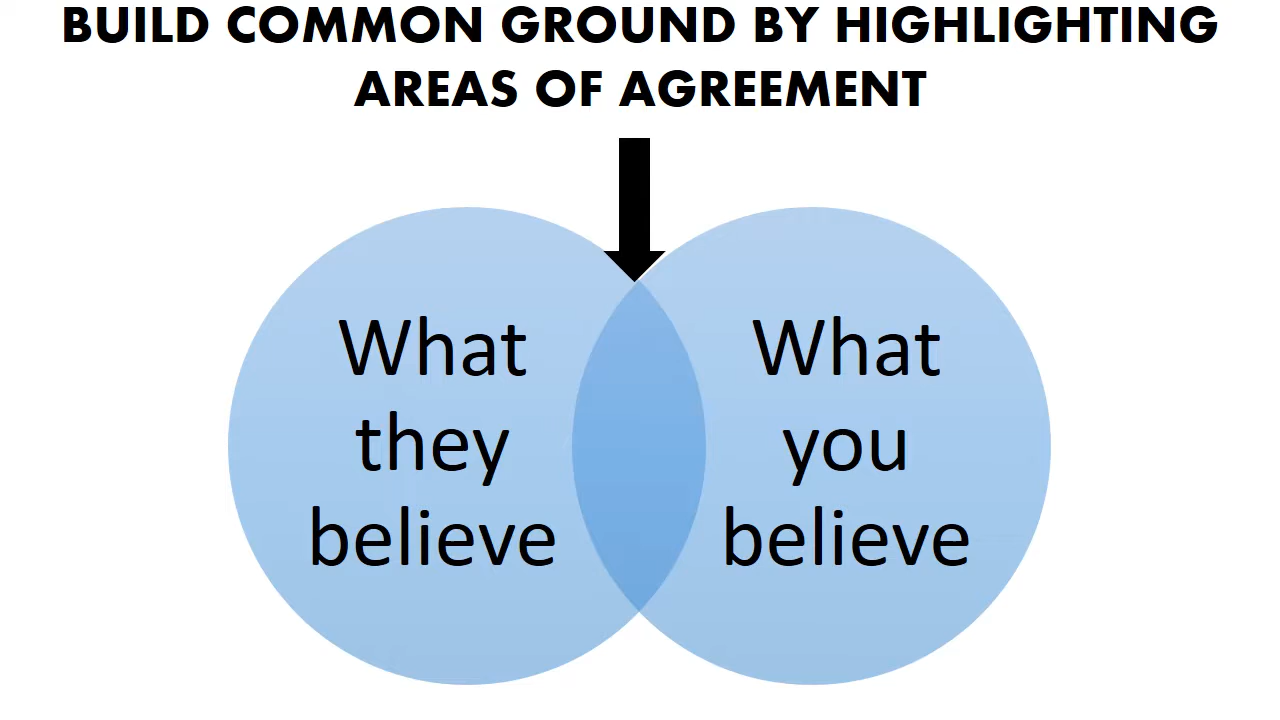 BUILD COMMON GROUND BY HIGHLIGHTING
AREAS OF AGREEMENT
What
they
believe
What
you
believe